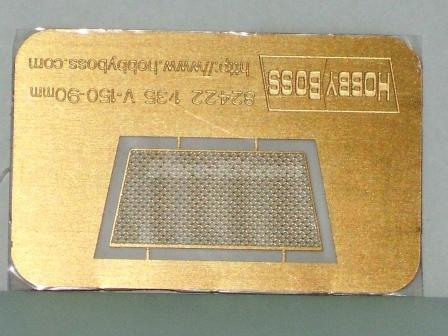 HOBBY BOSS
82422 1:35 V-150-90mm
http://www.hobbyboss.com